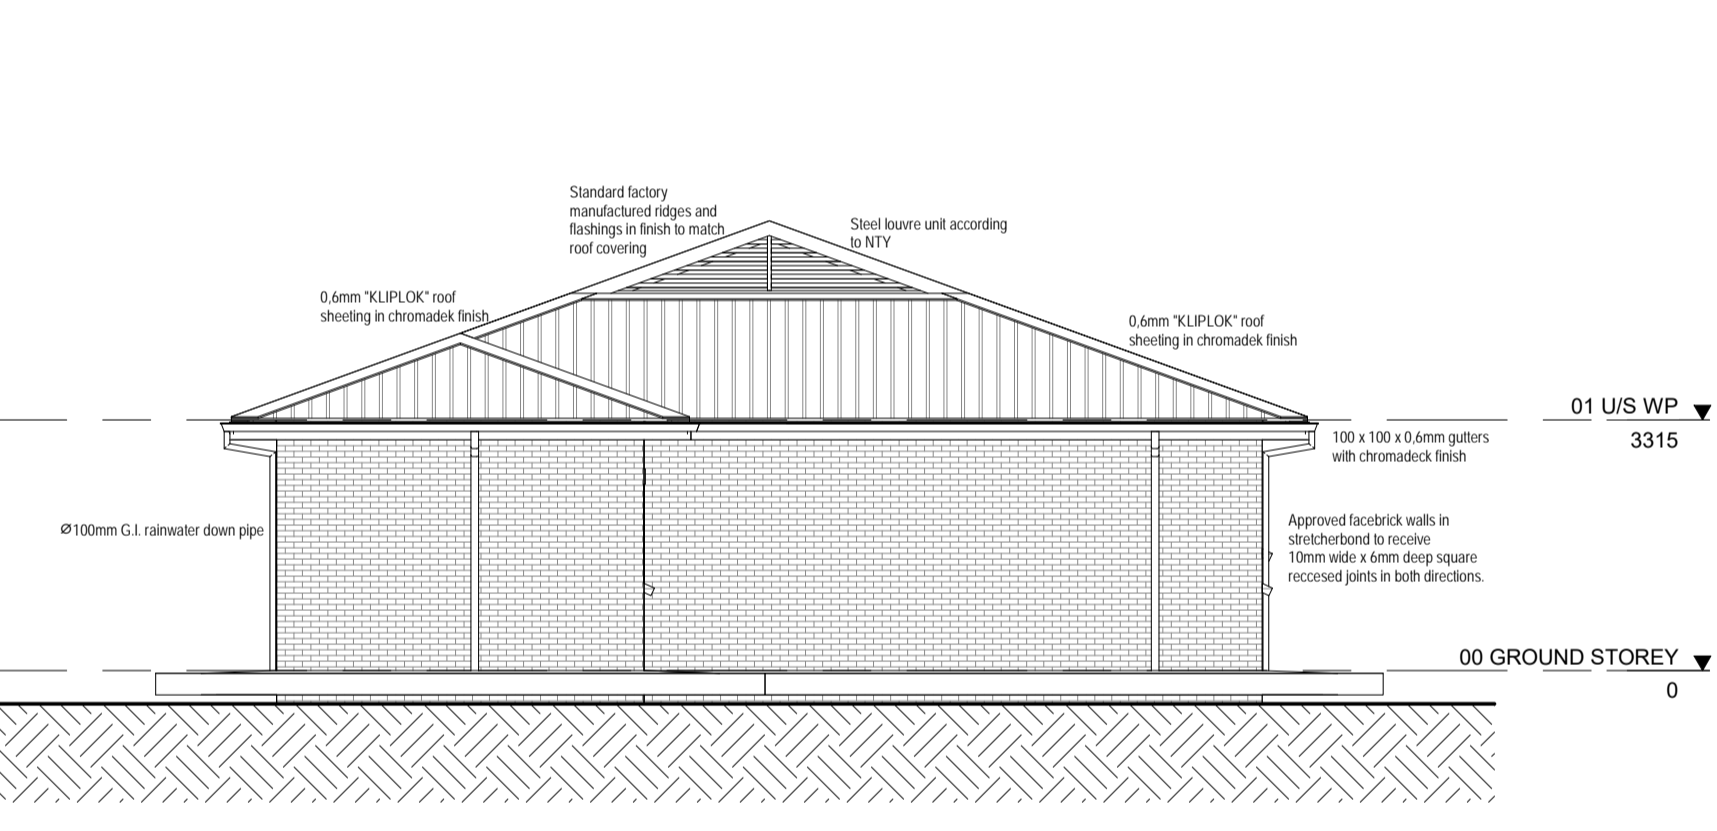 Standard factory
manufactured ridges and
flashings in finish to match
roof covering
Steel louvre unit according
to NTY
0,6mm "KLIPLOK" roof
sheeting in chromadek finish
0,6mm "KLIPLOK" roof
sheeting in chromadek finish
01 U/S WP
3315
100 x 100 x 0,6mm gutters
with chromadeck finish
Ø100mm G.I. rainwater down pipe
Approved facebrick walls in
stretcherbond to receive
10mm wide x 6mm deep square
reccesed joints in both directions.
00 GROUND STOREY
0